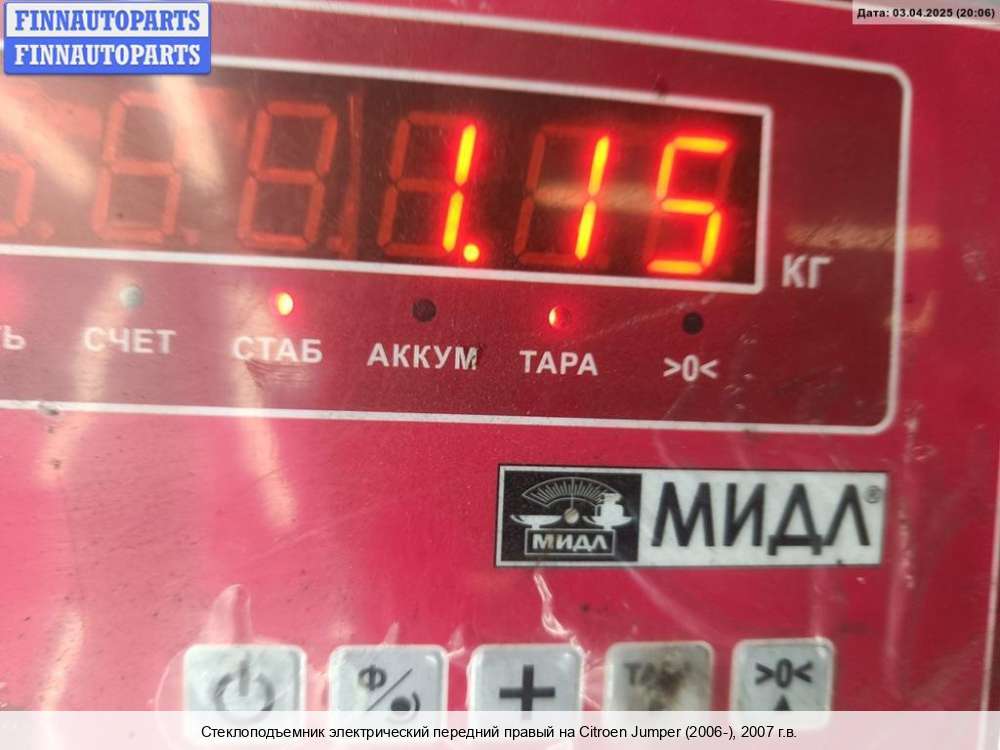 FINNAUTOPARTS
FINNAUTOPARTS
Дата: 03.04.2025 (20:06)
1.15
КГ
СЧЕТ
СТАБ
АККУМ
ТАРА
>0<
МИДЛ
МИДЛ®
Ф
+
>0<
Стеклоподъемник электрический передний правый на Citroen Jumper (2006-), 2007 г.в.